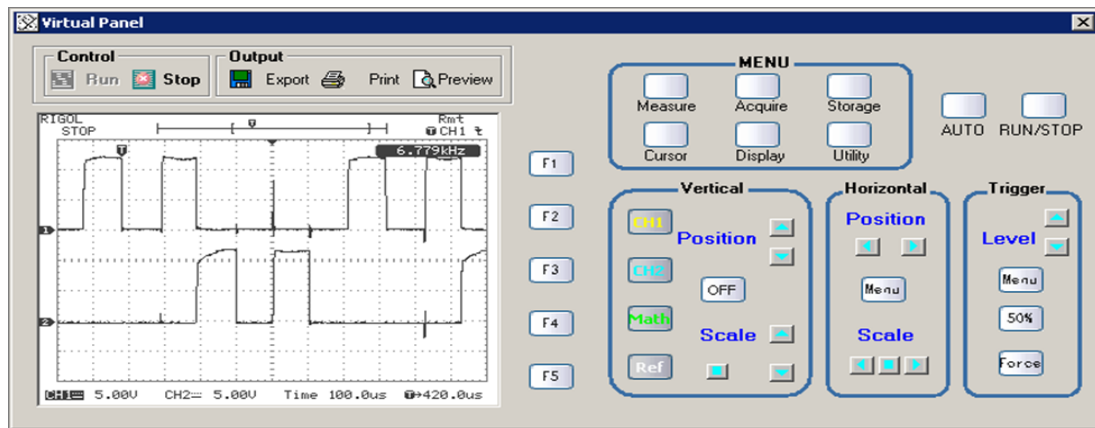 Virtual Panel
Control
Run Stop
Output
Export Print Preview
RIGOL
STOP
Rmt
T CH1
T
T
6.779kHz
1
2
CH1 5.00V CH2 5.00V Time 100.0us T→420.0us
F1
F2
F3
F4
F5
MENU
Measure Acquire Storage
Cursor Display Utility
AUTO RUN/STOP
Vertical
CH1
Position
CH2
OFF
Math
Scale
Ref
Horizontal
Position
Menu
Scale
Trigger
Level
Menu
50%
Force